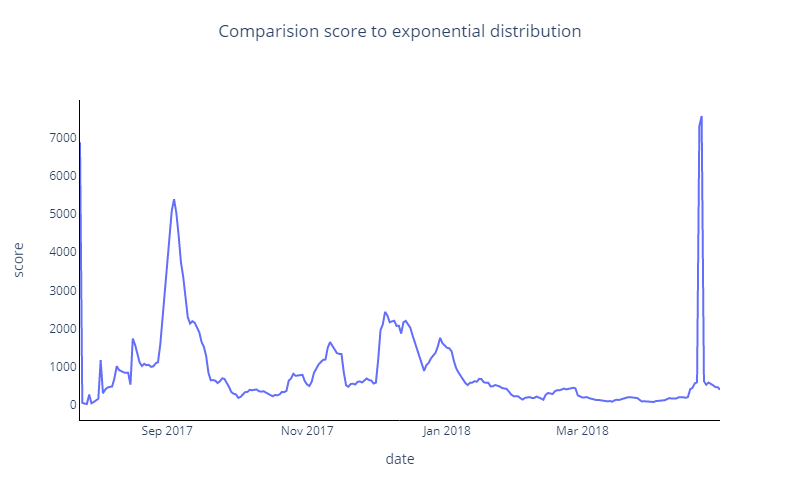 Comparision score to exponential distribution
7000
6000
5000
4000
3000
2000
1000
0
score
Sep 2017 Nov 2017 Jan 2018 Mar 2018
date